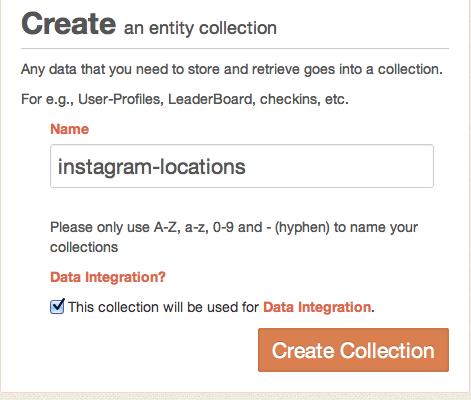 Create an entity collection
Any data that you need to store and retrieve goes into a collection.
For e.g., User-Profiles, LeaderBoard, checkins, etc.
Name
instagram-locations
Please only use A-Z, a-z, 0-9 and - (hyphen) to name your
collections
Data Integration?
This collection will be used for Data Integration.
Create Collection